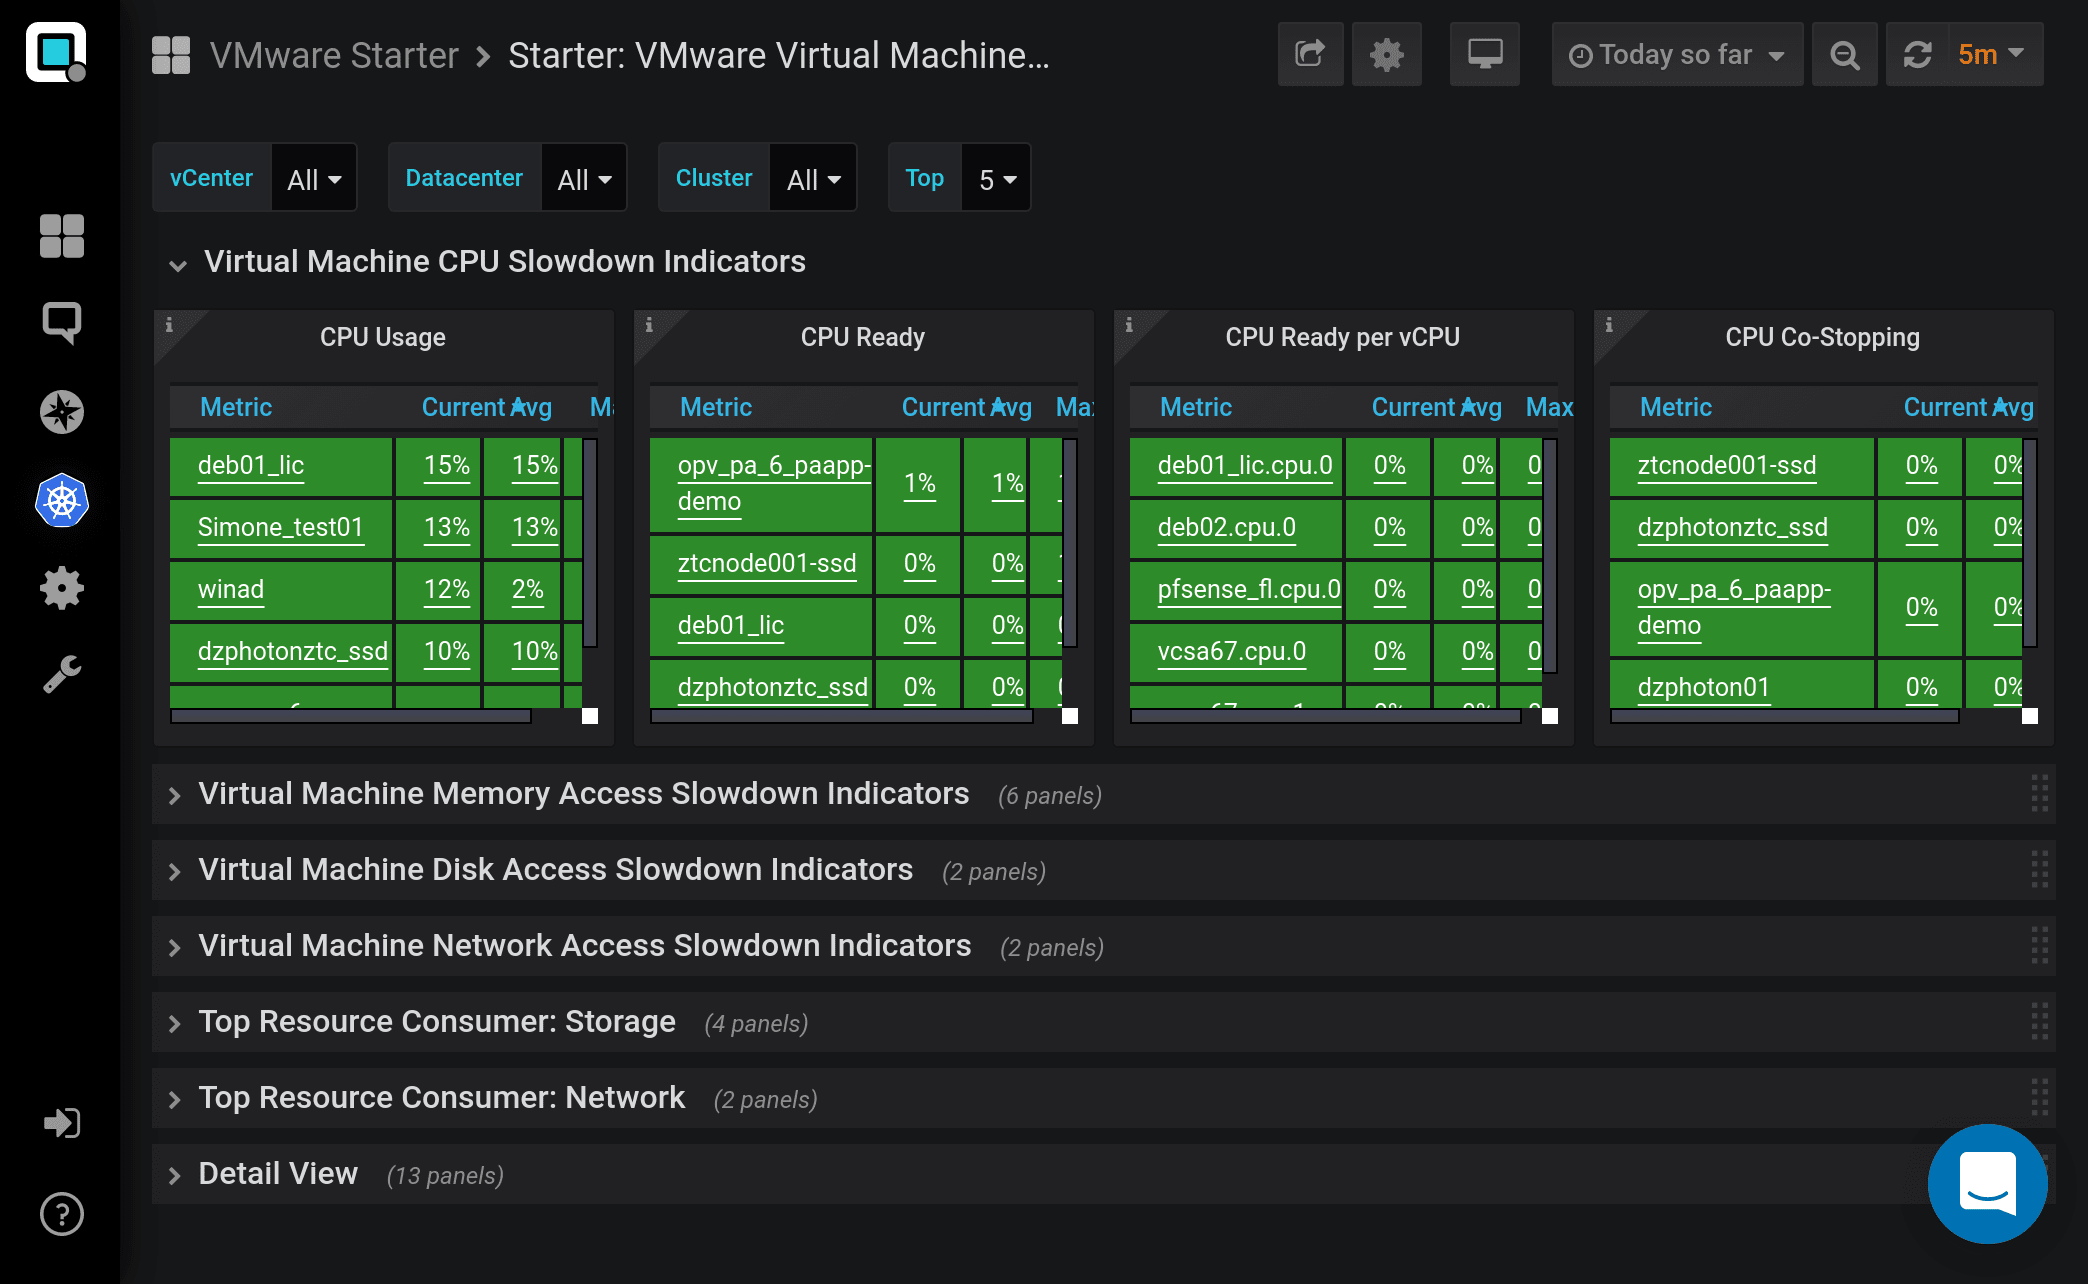 VMware Starter > Starter: VMware Virtual Machine...
Today so far
5m
vCenter All
Datacenter All
Cluster All
Top 5
Virtual Machine CPU Slowdown Indicators
CPU Usage
Metric Current Avg
deb01_lic 15% 15%
Simone_test01 13% 13%
winad 12% 2%
dzphotonztc_ssd 10% 10%
CPU Ready
Metric Current Avg Max
opv_pa_6_paapp-
demo 1% 1%
ztcnode001-ssd 0% 0%
deb01_lic 0% 0%
dzphotonztc_ssd 0% 0%
CPU Ready per vCPU
Metric Current Avg Max
deb01_lic.cpu.0 0% 0% 0
deb02.cpu.0 0% 0% 0
pfsense_fl.cpu.0 0% 0% 0
vcsa67.cpu.0 0% 0% 0
CPU Co-Stopping
Metric Current Avg
ztcnode001-ssd 0% 0%
dzphotonztc_ssd 0% 0%
opv_pa_6_paapp-
demo 0% 0%
dzphoton01 0% 0%
Virtual Machine Memory Access Slowdown Indicators (6 panels)
Virtual Machine Disk Access Slowdown Indicators (2 panels)
Virtual Machine Network Access Slowdown Indicators (2 panels)
Top Resource Consumer: Storage (4 panels)
Top Resource Consumer: Network (2 panels)
Detail View (13 panels)